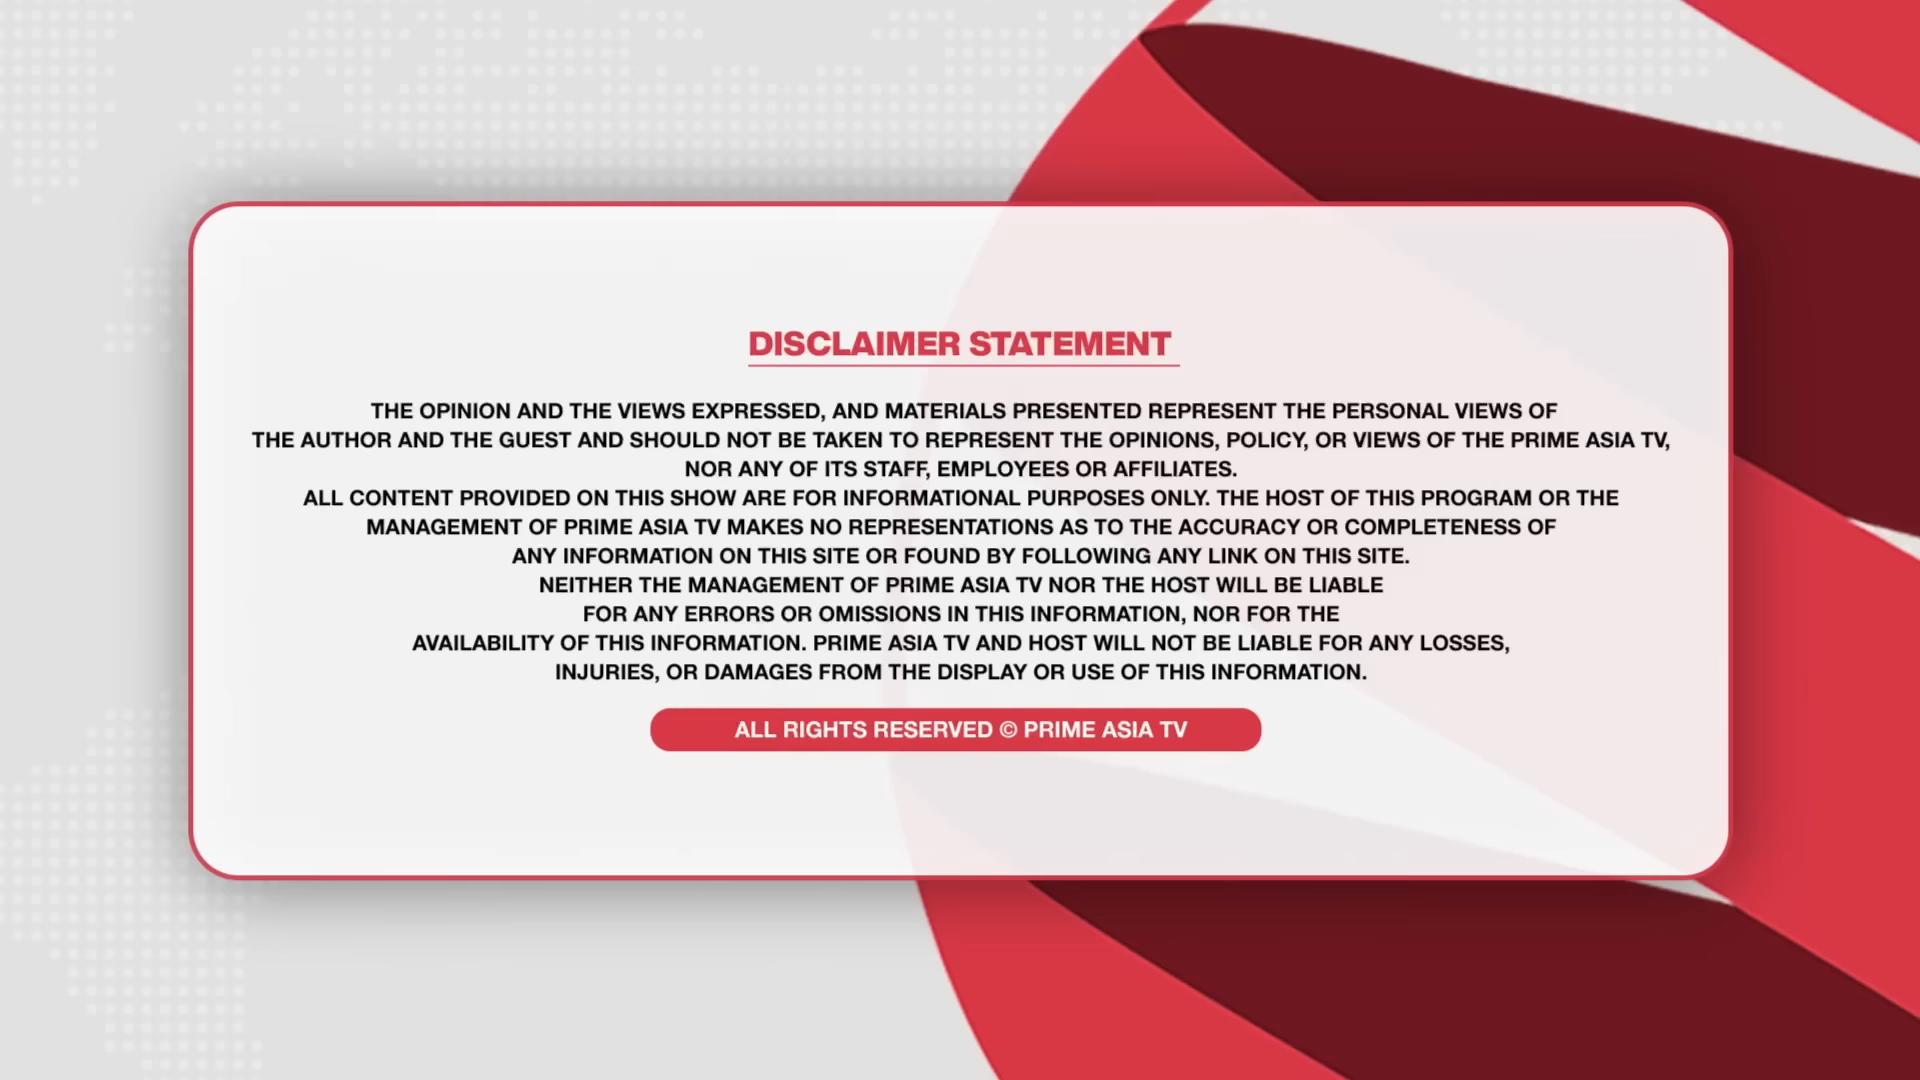 DISCLAIMER STATEMENT
THE OPINION AND THE VIEWS EXPRESSED, AND MATERIALS PRESENTED REPRESENT THE PERSONAL VIEWS OF
THE AUTHOR AND THE GUEST AND SHOULD NOT BE TAKEN TO REPRESENT THE OPINIONS, POLICY, OR VIEWS OF THE PRIME ASIA TV,
NOR ANY OF ITS STAFF, EMPLOYEES OR AFFILIATES.
ALL CONTENT PROVIDED ON THIS SHOW ARE FOR INFORMATIONAL PURPOSES ONLY. THE HOST OF THIS PROGRAM OR THE
MANAGEMENT OF PRIME ASIA TV MAKES NO REPRESENTATIONS AS TO THE ACCURACY OR COMPLETENESS OF
ANY INFORMATION ON THIS SITE OR FOUND BY FOLLOWING ANY LINK ON THIS SITE.
NEITHER THE MANAGEMENT OF PRIME ASIA TV NOR THE HOST WILL BE LIABLE
FOR ANY ERRORS OR OMISSIONS IN THIS INFORMATION, NOR FOR THE
AVAILABILITY OF THIS INFORMATION. PRIME ASIA TV AND HOST WILL NOT BE LIABLE FOR ANY LOSSES,
INJURIES, OR DAMAGES FROM THE DISPLAY OR USE OF THIS INFORMATION.
ALL RIGHTS RESERVED © PRIME ASIA TV